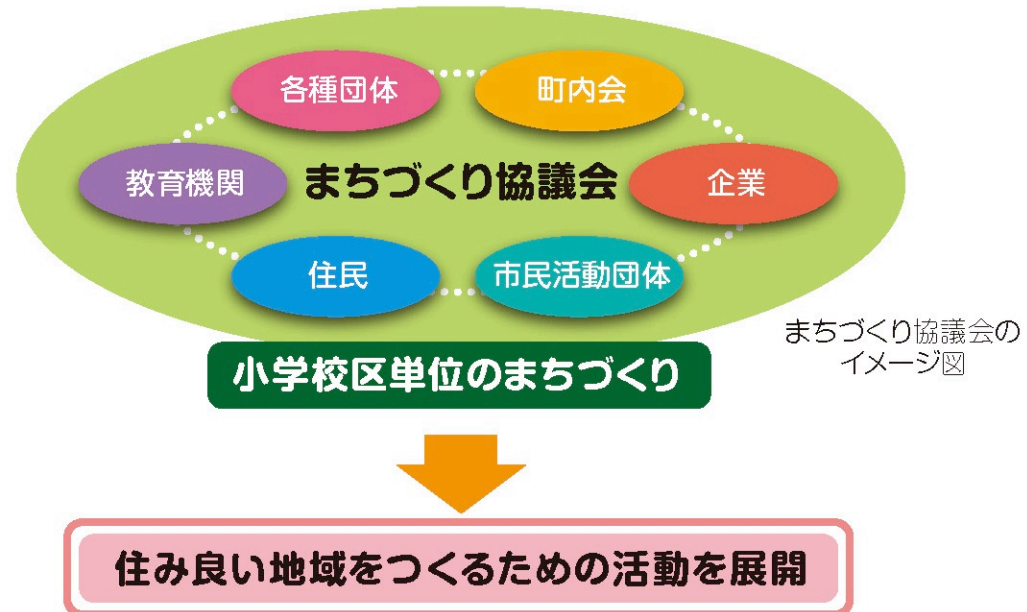 各種団体
町内会
教育機関
まちづくり協議会
企業
住民
市民活動団体
まちづくり協議会の
イメージ図
小学校区単位のまちづくり
住み良い地域をつくるための活動を展開